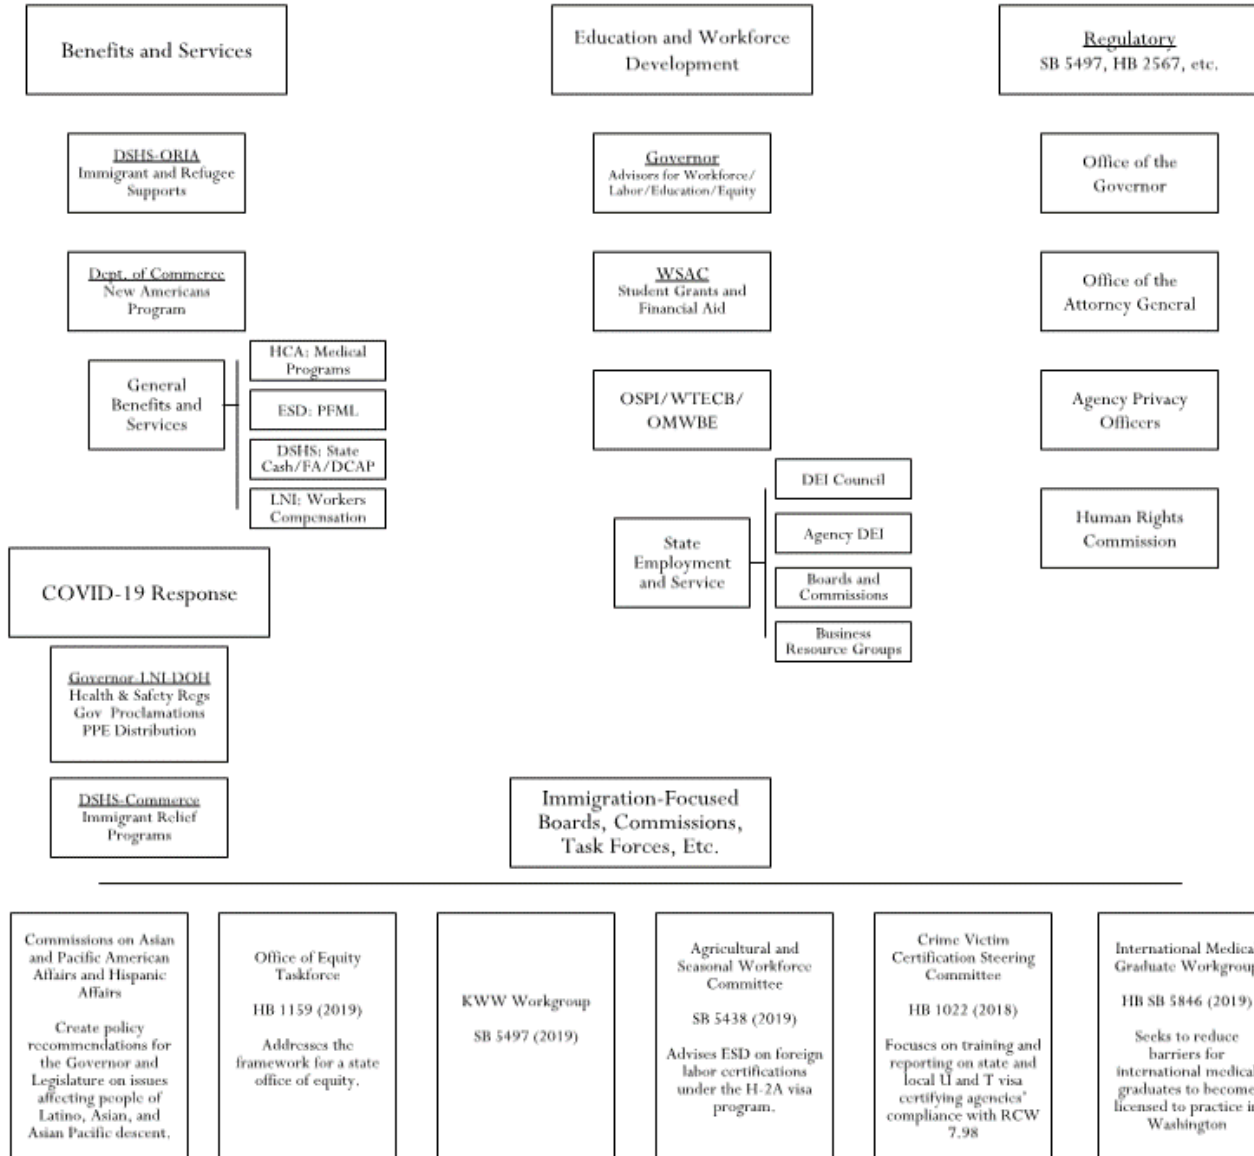 Benefits and Services
DSHS-ORIA
Immigrant and Refugee
Supports
Dept. of Commerce
New Americans
Program
General
Benefits and
Services
HCA: Medical
Programs
ESD: PFML
DSHS: State
Cash/FA/DCAP
LNI: Workers
Compensation
COVID-19 Response
Governor-LNI-DOH
Health & Safety Regs
Gov Proclamations
PPE Distribution
DSHS-Commerce
Immigrant Relief
Programs
Education and Workforce
Development
Governor
Advisors for Workforce/
Labor/Education/Equity
WSAC
Student Grants and
Financial Aid
OSPI/WTECB/
OMWBE
State
Employment
and Service
DEI Council
Agency DEI
Boards and
Commissions
Business
Resource Groups
Regulatory
SB 5497, HB 2567, etc.
Office of the
Governor
Office of the
Attorney General
Agency Privacy
Officers
Human Rights
Commission
Immigration-Focused
Boards, Commissions,
Task Forces, Etc.
Commissions on Asian
and Pacific American
Affairs and Hispanic
Affairs
Create policy
recommendations for
the Governor and
Legislature on issues
affecting people of
Latino, Asian, and
Asian Pacific descent.
Office of Equity
Taskforce
HB 1159 (2019)
Addresses the
framework for a state
office of equity.
KWW Workgroup
SB 5497 (2019)
Agricultural and
Seasonal Workforce
Committee
SB 5438 (2019)
Advises ESD on foreign
labor certifications
under the H-2A visa
program.
Crime Victim
Certification Steering
Committee
HB 1022 (2018)
Focuses on training and
reporting on state and
local U and T visa
certifying agencies'
compliance with RCW
7.98
International Medica
Graduate Workgroup
HB SB 5846 (2019)
Seeks to reduce
barriers for
international medical
graduates to become
licensed to practice in
Washington